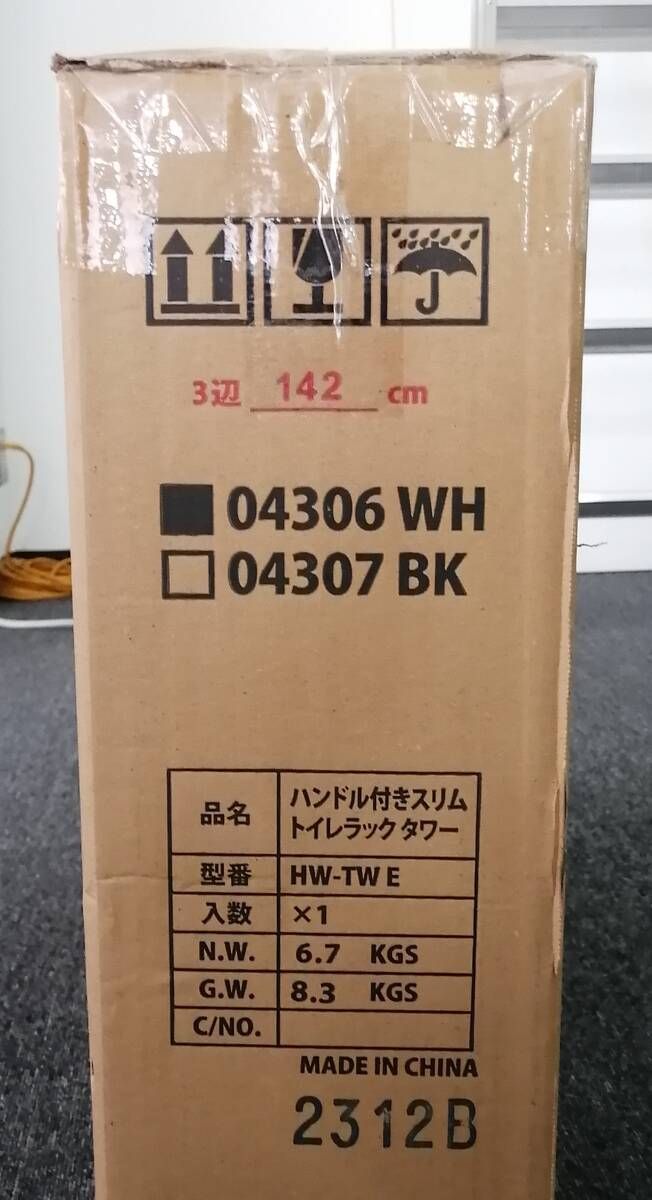 3辺 142 cm
■04306 WH
□04307 BK
品名 ハンドル付きスリム
トイレラック タワー
型番 HW-TW E
入数 ×1
N.W. 6.7 KGS
G.W. 8.3 KGS
C/NO.
MADE IN CHINA
2312B